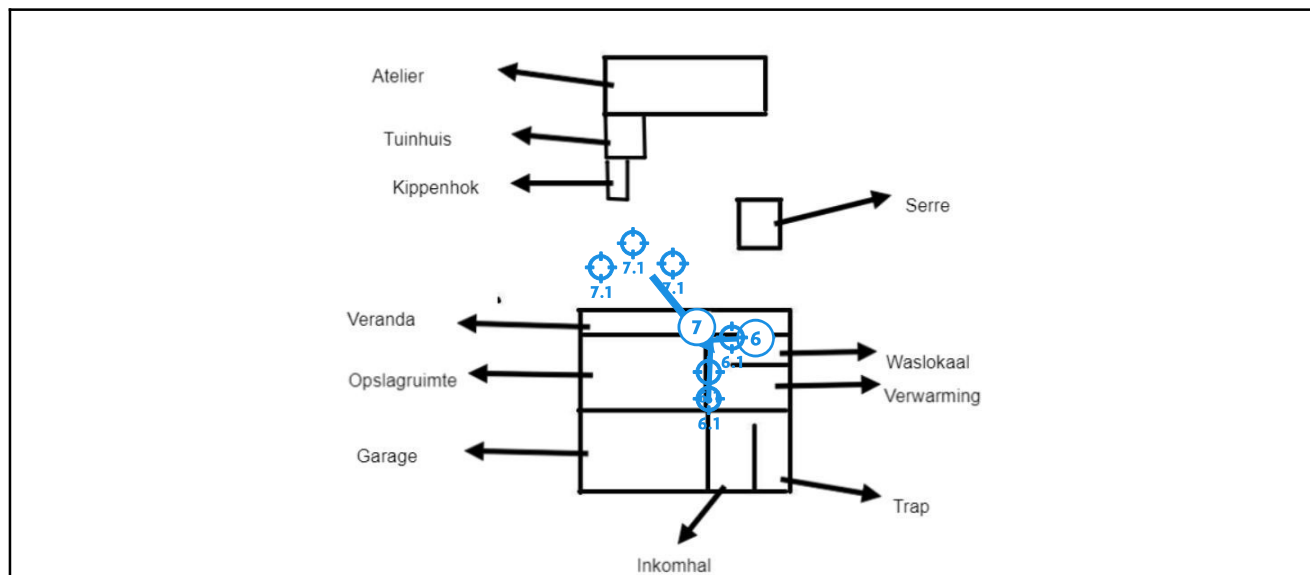 Atelier
Tuinhuis
Kippenhok
Serre
7.1
7.1
7.1
Veranda
7
6
6.1
Waslokaal
Opslagruimte
Verwarming
6.1
Garage
Trap
Inkomhal